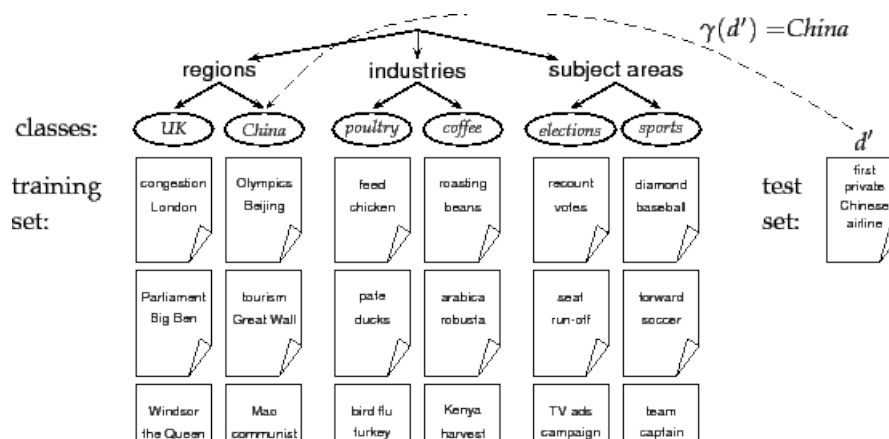 γ(d′) =China
regions
industries
subject areas
classes:
UK
China
poultry
coffee
elections
sports
d′
training
set:
congestion
London
Olympics
Beijing
feed
chicken
roasting
beans
recount
votes
diamond
baseball
test
set:
first
private
Chinese
airline
Parliament
Big Ben
tourism
Great Wall
pate
ducks
arabica
robusta
seat
run-off
forward
soccer
Windsor
the Queen
Mao
communist
bird flu
turkey
Kenya
harvest
TV ads
campaign
team
captain